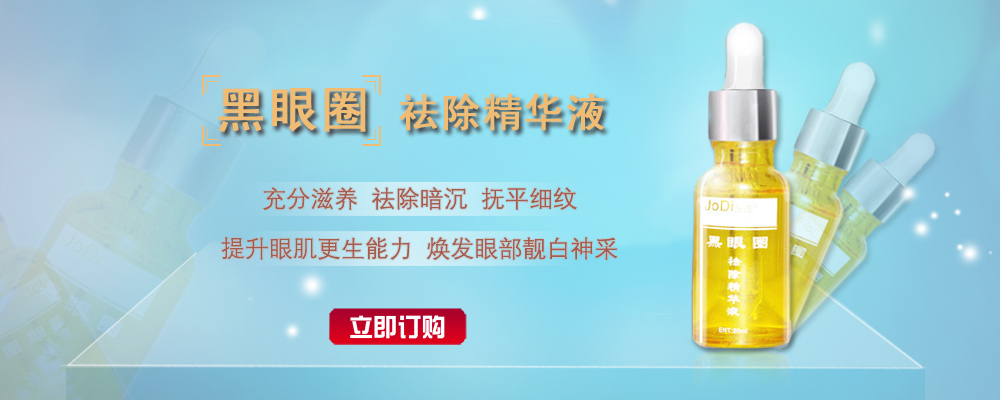 黑眼圈 祛除精华液
充分滋养 祛除暗沉 抚平细纹
提升眼肌更生能力 焕发眼部靓白神采
立即订购
黑眼圈
祛除精华液